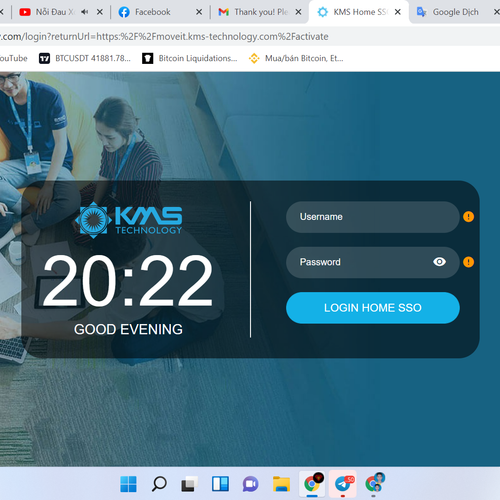 Nỗi Đau X
Facebook
Thank you! Ple
KMS Home SS
Google Dịch
.com/login?returnUrl=https:%2F%2Fmoveit.kms-technology.com%2Factivate
YouTube
BTCUSDT 41881.78...
Bitcoin Liquidations...
Mua/bán Bitcoin, Et...
KMS
TECHNOLOGY
20:22
GOOD EVENING
Username
Password
LOGIN HOME SSO